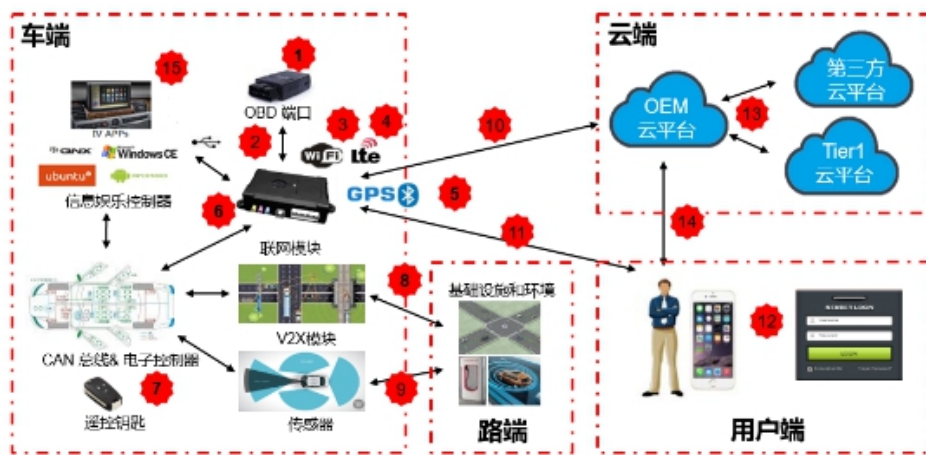 车端
15
1
OBD 端口
IV APPs
QNX
Windows CE
ubuntu
信息娱乐控制器
2
3
4
WiFi
Lte
GPS
5
6
联网模块
10
11
云端
OEM
云平台
13
第三方
云平台
Tier1
云平台
14
CAN 总线& 电子控制器
V2X模块
8
7
遥控钥匙
传感器
9
基础设施和环境
路端
12
用户端